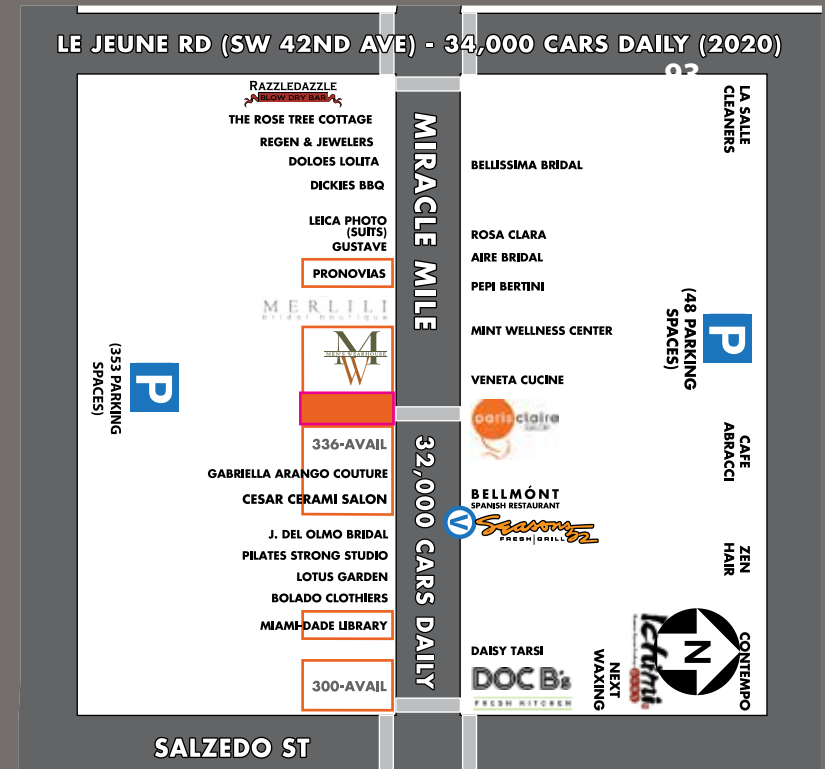 LE JEUNE RD (SW 42ND AVE) - 34,000 CARS DAILY (2020)
RAZZLEDAZZLE
BLOW DRY BAR
THE ROSE TREE COTTAGE
REGEN & JEWELERS
DOLOES LOLITA
DICKIES BBQ
LEICA PHOTO
(SUITS)
GUSTAVE
PRONOVIAS
MERLILI
bridal boutique
MW
MEN'S WEARHOUSE
336-AVAIL
GABRIELLA ARANGO COUTURE
CESAR CERAMI SALON
J. DEL OLMO BRIDAL
PILATES STRONG STUDIO
LOTUS GARDEN
BOLADO CLOTHIERS
MIAMI-DADE LIBRARY
300-AVAIL
P
(353 PARKING
SPACES)
MIRACLE MILE
32,000 CARS DAILY
BELLISSIMA BRIDAL
ROSA CLARA
AIRE BRIDAL
PEPI BERTINI
MINT WELLNESS CENTER
VENETA CUCINE
paris claire
BELLMÓNT
SPANISH RESTAURANT
V
Seasons 52
FRESH GRILL
DAISY TARSI
DOC B's
FRESH KITCHEN
LA SALLE
CLEANERS
P
(48 PARKING
SPACES)
CAFE
ABRACCI
ZEN
HAIR
CONTEMPO
N
Ichimi
NEXT
WAXING
SALZEDO ST